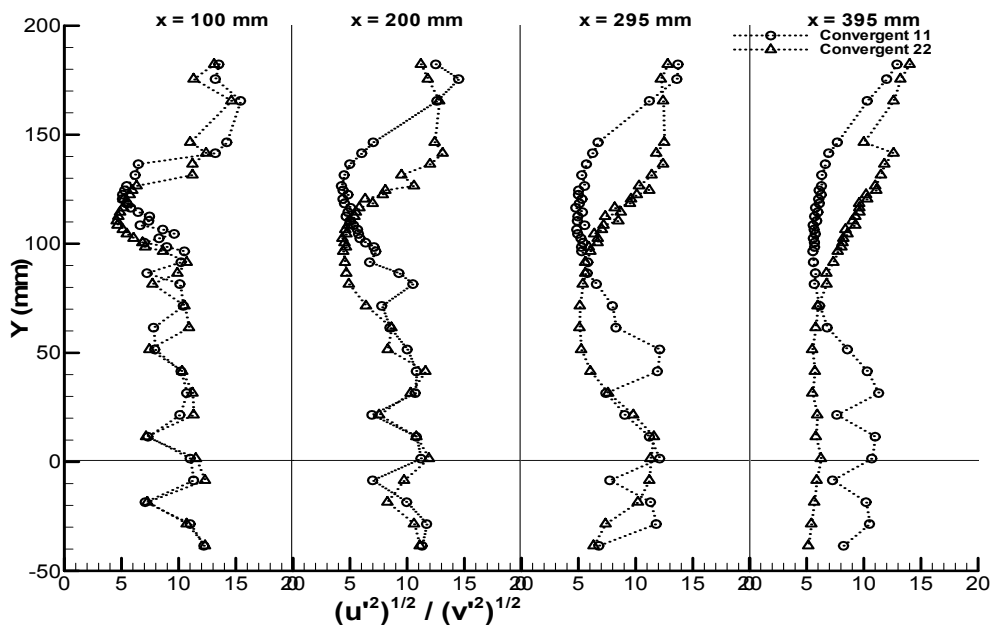 x = 100 mm x = 200 mm x = 295 mm x = 395 mm
Convergent 11
Convergent 22
200
150
100
50
0
-50
Y (mm)
0 5 10 15 20 0 5 10 15 20 0 5 10 15 20 0 5 10 15 20
(u'²)¹/² / (v'²)¹/²